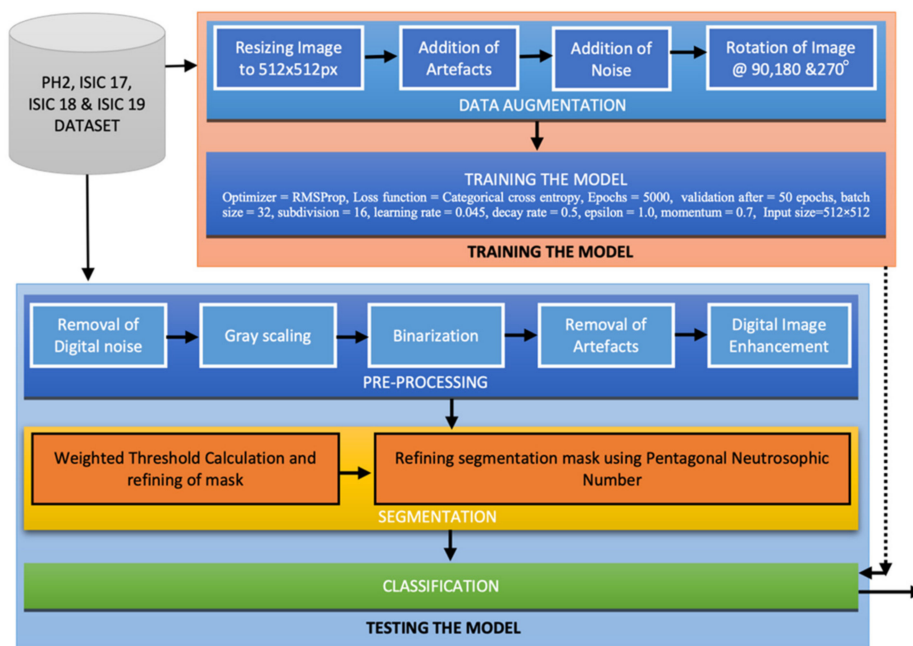 PH2, ISIC 17,
ISIC 18 & ISIC 19
DATASET
Resizing Image
to 512x512px
Addition of
Artefacts
Addition of
Noise
Rotation of Image
@ 90,180 &270°
DATA AUGMENTATION
TRAINING THE MODEL
Optimizer = RMSProp, Loss function = Categorical cross entropy, Epochs = 5000, validation after = 50 epochs, batch
size = 32, subdivision = 16, learning rate = 0.045, decay rate = 0.5, epsilon = 1.0, momentum = 0.7, Input size=512×512
TRAINING THE MODEL
Removal of
Digital noise
Gray scaling
Binarization
Removal of
Artefacts
Digital Image
Enhancement
PRE-PROCESSING
Weighted Threshold Calculation and
refining of mask
Refining segmentation mask using Pentagonal Neutrosophic
Number
SEGMENTATION
CLASSIFICATION
TESTING THE MODEL